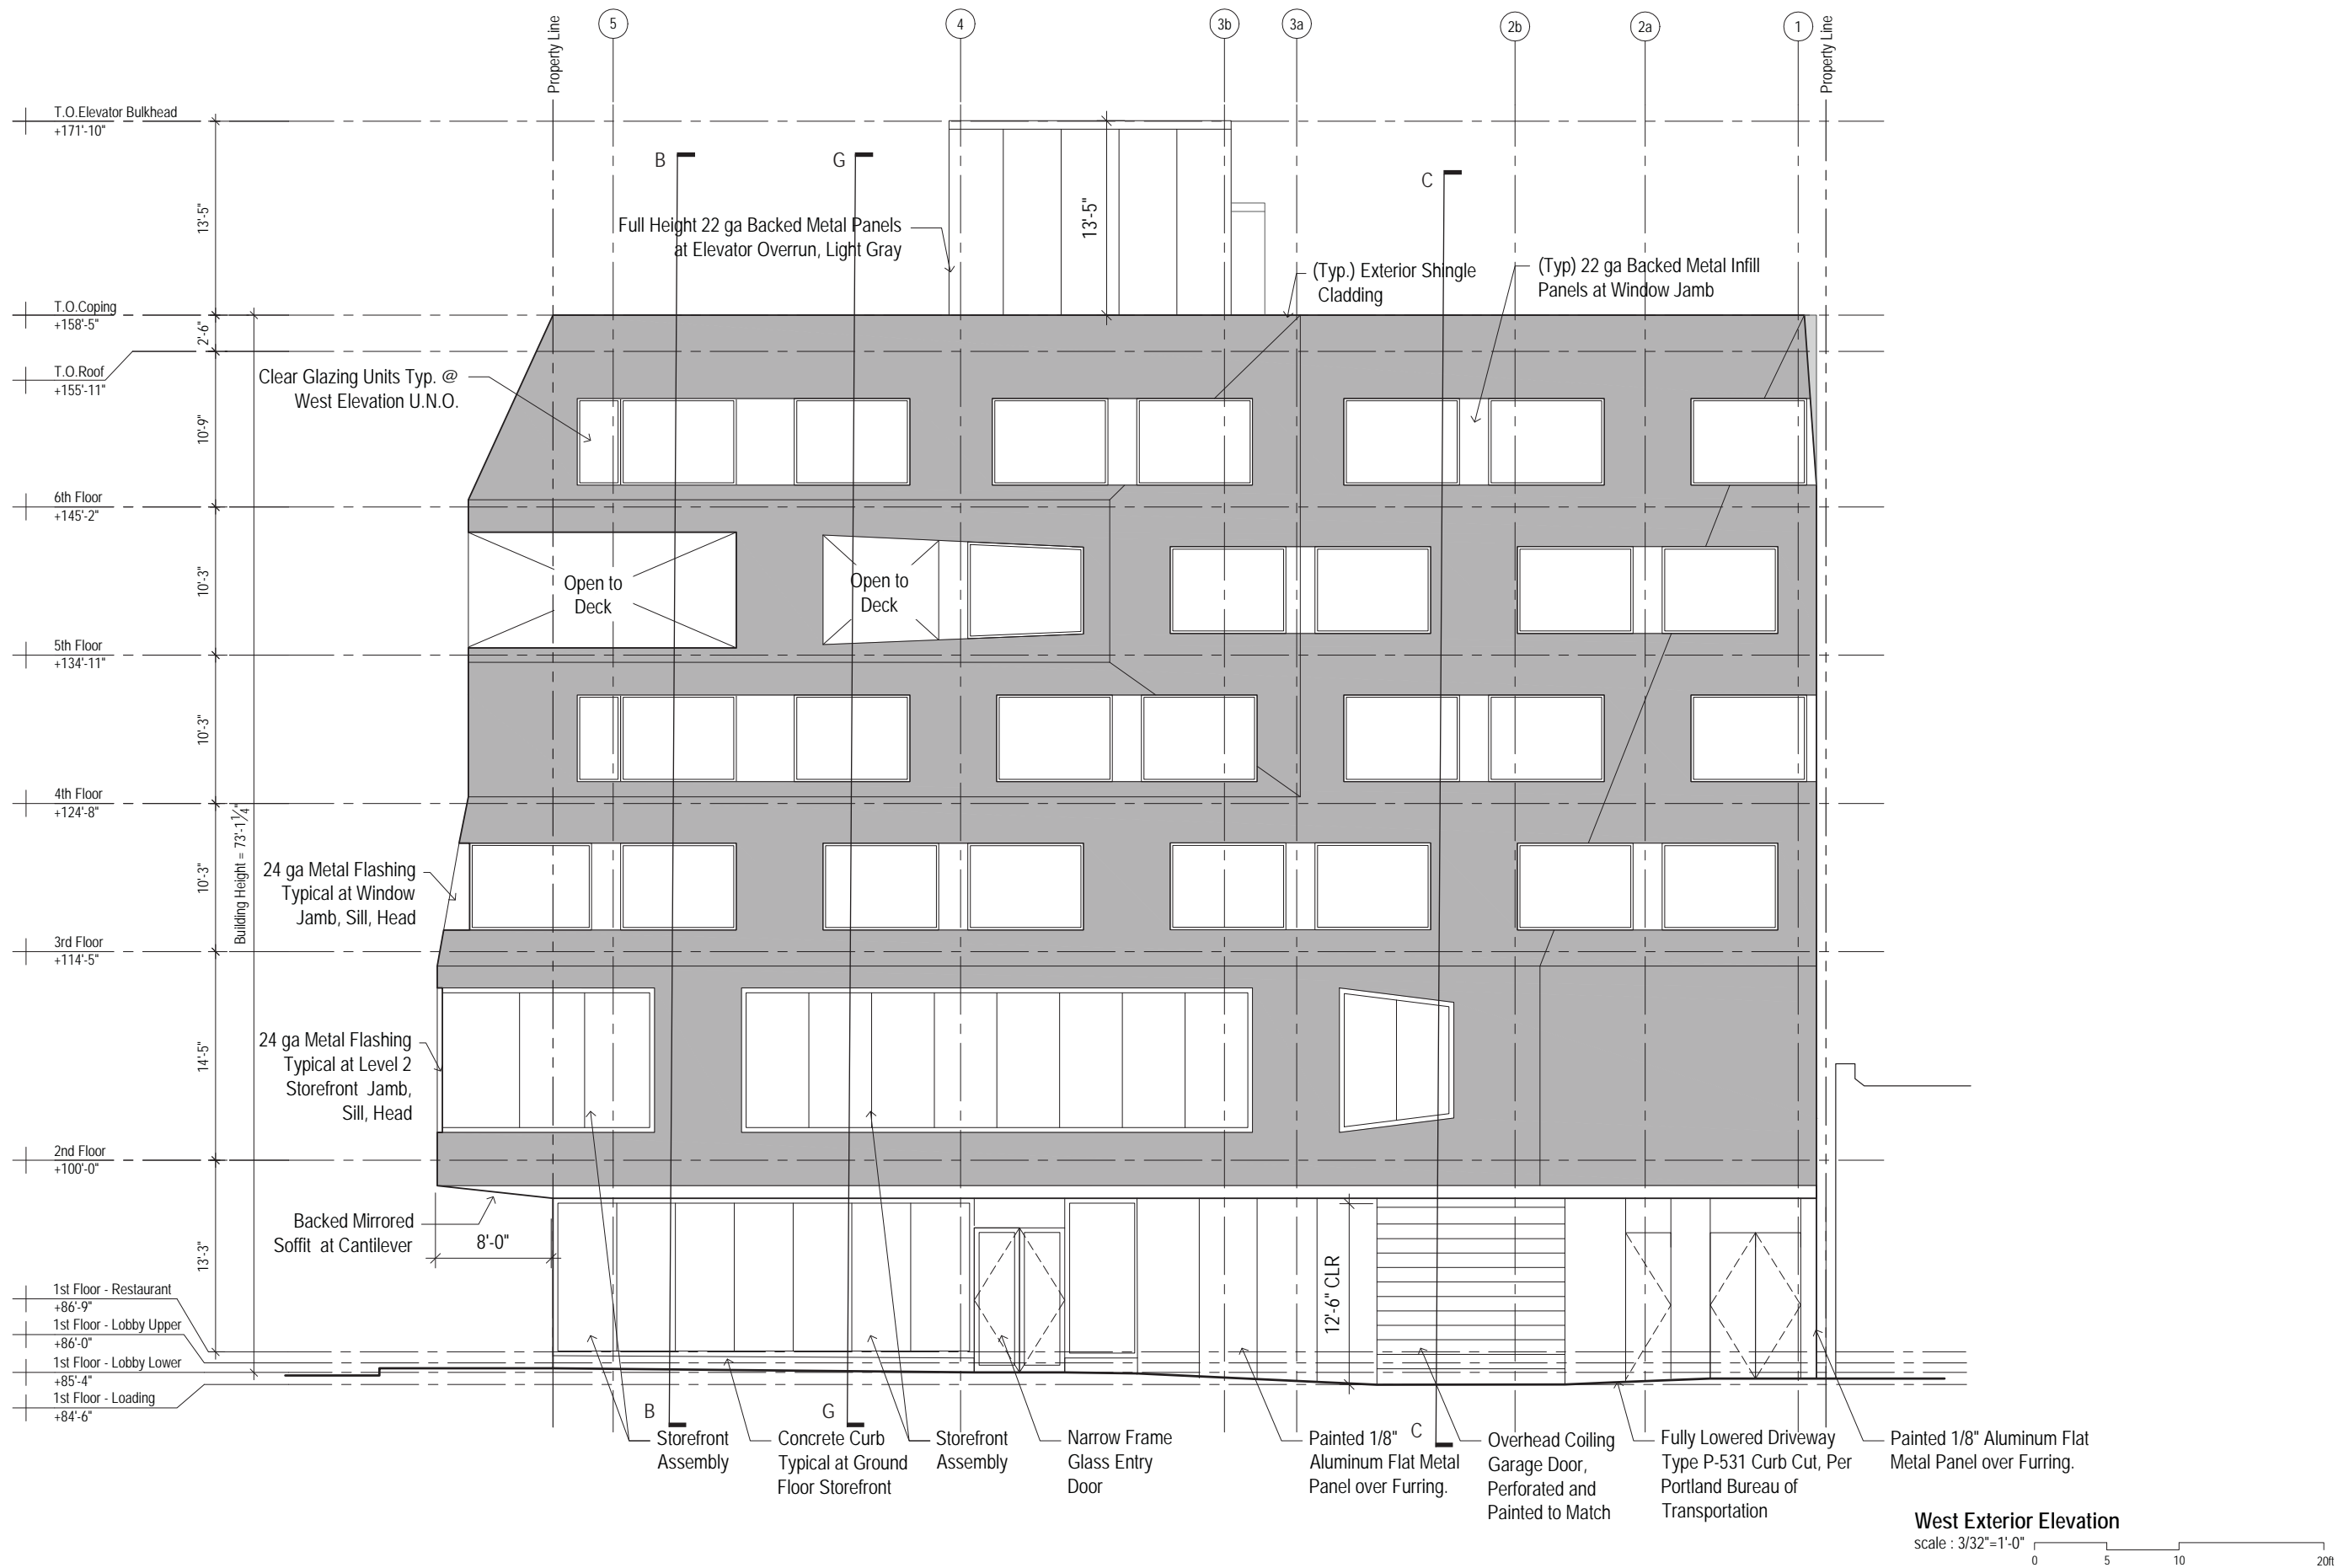 Property Line
5
4
3b
3a
2b
2a
1
Property Line
T.O.Elevator Bulkhead
+171'-10"
B
G
C
13'-5"
13'-5"
Full Height 22 ga Backed Metal Panels
at Elevator Overrun, Light Gray
(Typ.) Exterior Shingle
Cladding
(Typ) 22 ga Backed Metal Infill
Panels at Window Jamb
T.O.Coping
+158'-5"
2'-6"
T.O.Roof
+155'-11"
Clear Glazing Units Typ. @
West Elevation U.N.O.
10'-9"
6th Floor
+145'-2"
10'-3"
Open to
Deck
Open to
Deck
5th Floor
+134'-11"
10'-3"
4th Floor
+124'-8"
Building Height = 73'-1¼"
10'-3"
24 ga Metal Flashing
Typical at Window
Jamb, Sill, Head
3rd Floor
+114'-5"
14'-5"
24 ga Metal Flashing
Typical at Level 2
Storefront Jamb,
Sill, Head
2nd Floor
+100'-0"
Backed Mirrored
Soffit at Cantilever
8'-0"
13'-3"
12'-6" CLR
1st Floor - Restaurant
+86'-9"
1st Floor - Lobby Upper
+86'-0"
1st Floor - Lobby Lower
+85'-4"
1st Floor - Loading
+84'-6"
B
G
C
Storefront
Assembly
Concrete Curb
Typical at Ground
Floor Storefront
Storefront
Assembly
Narrow Frame
Glass Entry
Door
Painted 1/8"
Aluminum Flat Metal
Panel over Furring.
Overhead Coiling
Garage Door,
Perforated and
Painted to Match
Fully Lowered Driveway
Type P-531 Curb Cut, Per
Portland Bureau of
Transportation
Painted 1/8" Aluminum Flat
Metal Panel over Furring.
West Exterior Elevation
scale : 3/32"=1'-0"
0
5
10
20ft